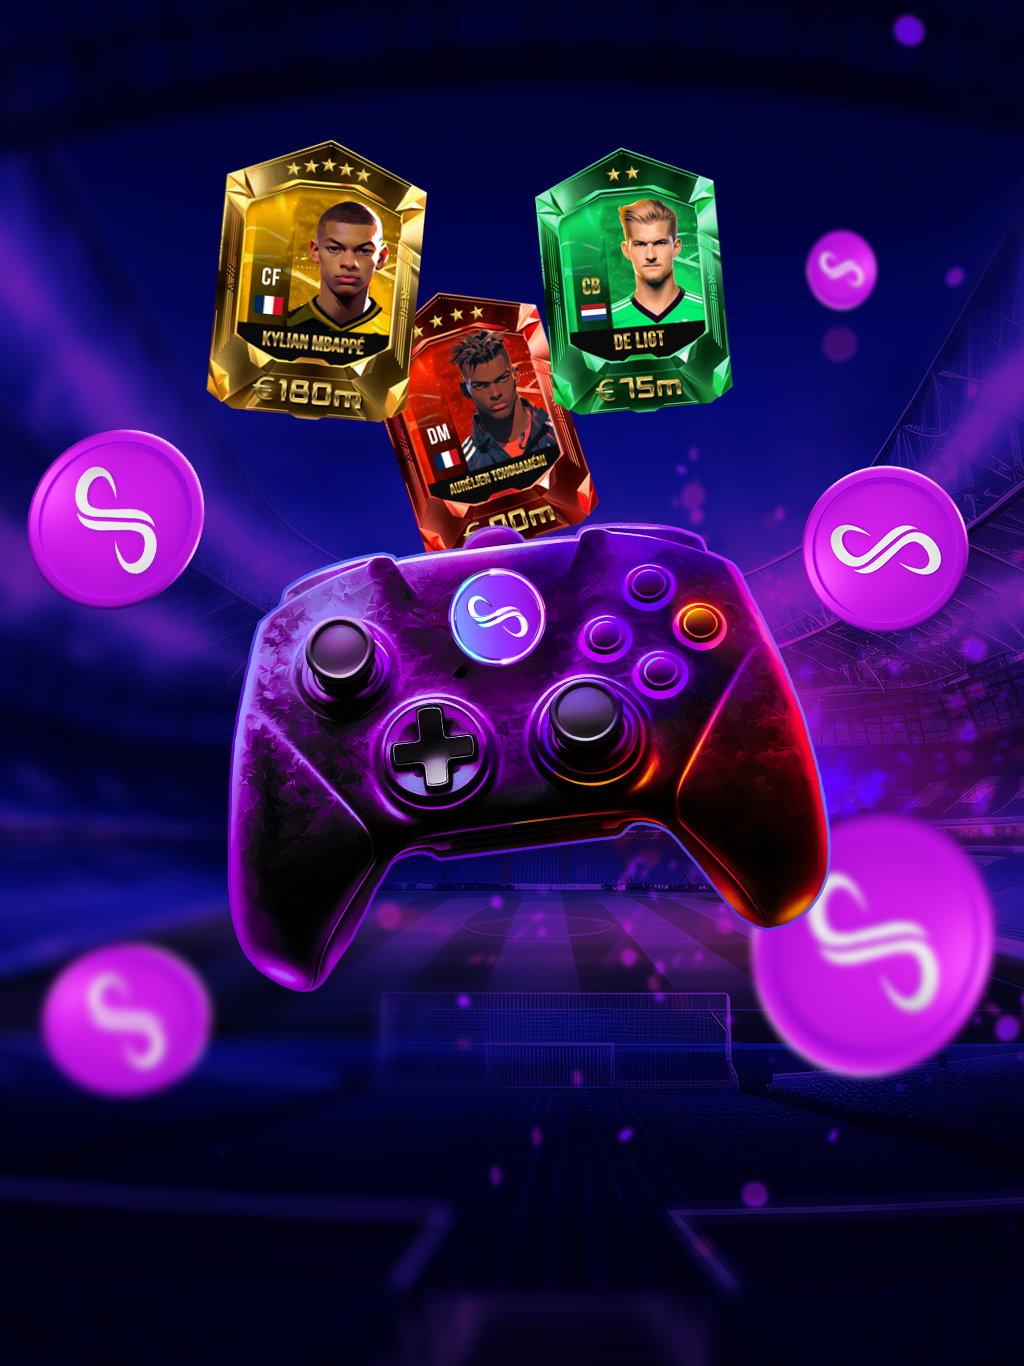 CF
KYLIAN MBAPPÉ
€180m
DM
AURÉLIEN TCHOUAMÉNI
CB
DE LIGT
€75m